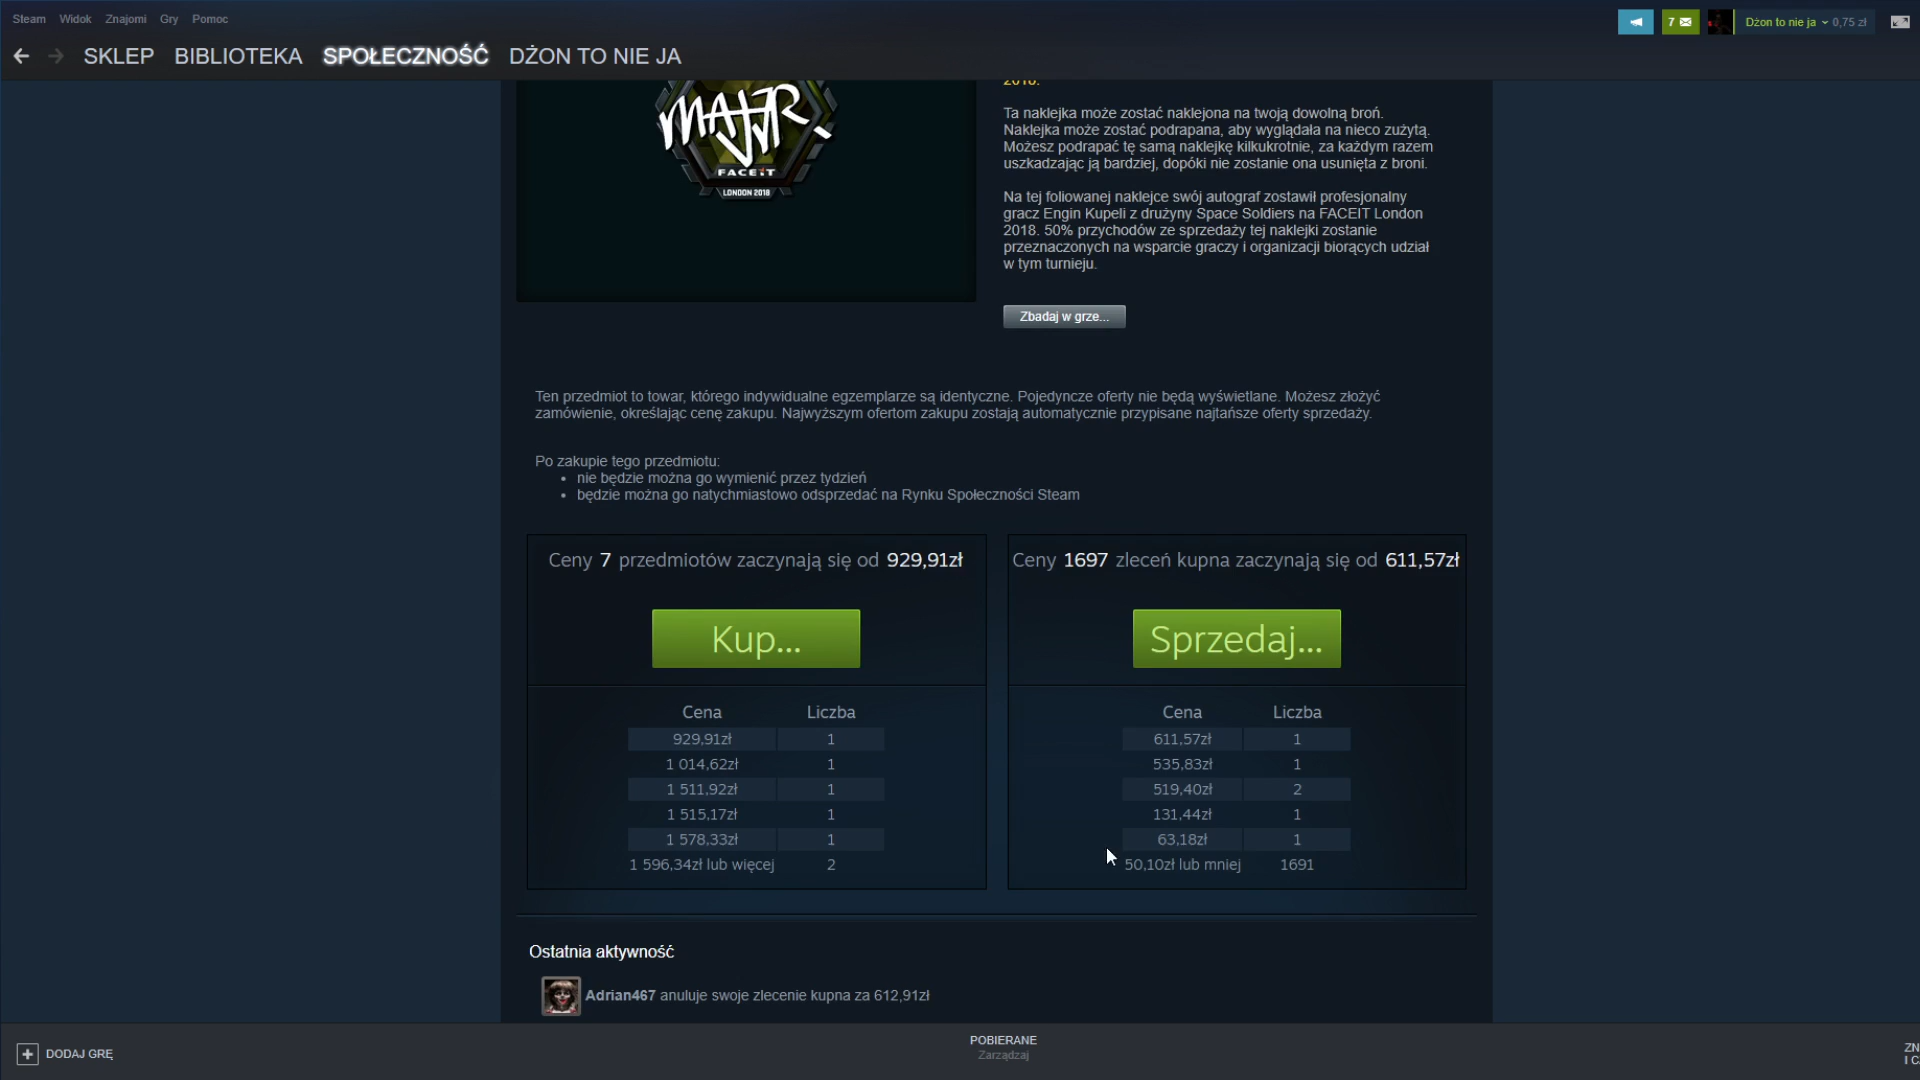 Steam Widok Znajomi Gry Pomoc
7 Dżon to nie ja 0,75 zł
SKLEP BIBLIOTEKA SPOŁECZNOŚĆ DŻON TO NIE JA
2018.
MAJR
FACEIT
LONDON 2018
Ta naklejka może zostać naklejona na twoją dowolną broń.
Naklejka może zostać podrapana, aby wyglądała na nieco zużytą.
Możesz podrapać tę samą naklejkę kilkukrotnie, za każdym razem
uszkadzając ją bardziej, dopóki nie zostanie ona usunięta z broni.
Na tej foliowanej naklejce swój autograf zostawił profesjonalny
gracz Engin Kupeli z drużyny Space Soldiers na FACEIT London
2018. 50% przychodów ze sprzedaży tej naklejki zostanie
przeznaczonych na wsparcie graczy i organizacji biorących udział
w tym turnieju.
Zbadaj w grze...
Ten przedmiot to towar, którego indywidualne egzemplarze są identyczne. Pojedyncze oferty nie będą wyświetlane. Możesz złożyć
zamówienie, określając cenę zakupu. Najwyższym ofertom zakupu zostają automatycznie przypisane najtańsze oferty sprzedaży.
Po zakupie tego przedmiotu:
• nie będzie można go wymienić przez tydzień
• będzie można go natychmiastowo odsprzedać na Rynku Społeczności Steam
Ceny 7 przedmiotów zaczynają się od 929,91zł
Kup...
Cena Liczba
929,91zł 1
1 014,62zł 1
1 511,92zł 1
1 515,17zł 1
1 578,33zł 1
1 596,34zł lub więcej 2
Ceny 1697 zleceń kupna zaczynają się od 611,57zł
Sprzedaj...
Cena Liczba
611,57zł 1
535,83zł 1
519,40zł 2
131,44zł 1
63,18zł 1
50,10zł lub mniej 1691
Ostatnia aktywność
Adrian467 anuluje swoje zlecenie kupna za 612,91zł
DODAJ GRĘ
POBIERANE
Zarządzaj
ZN
I C